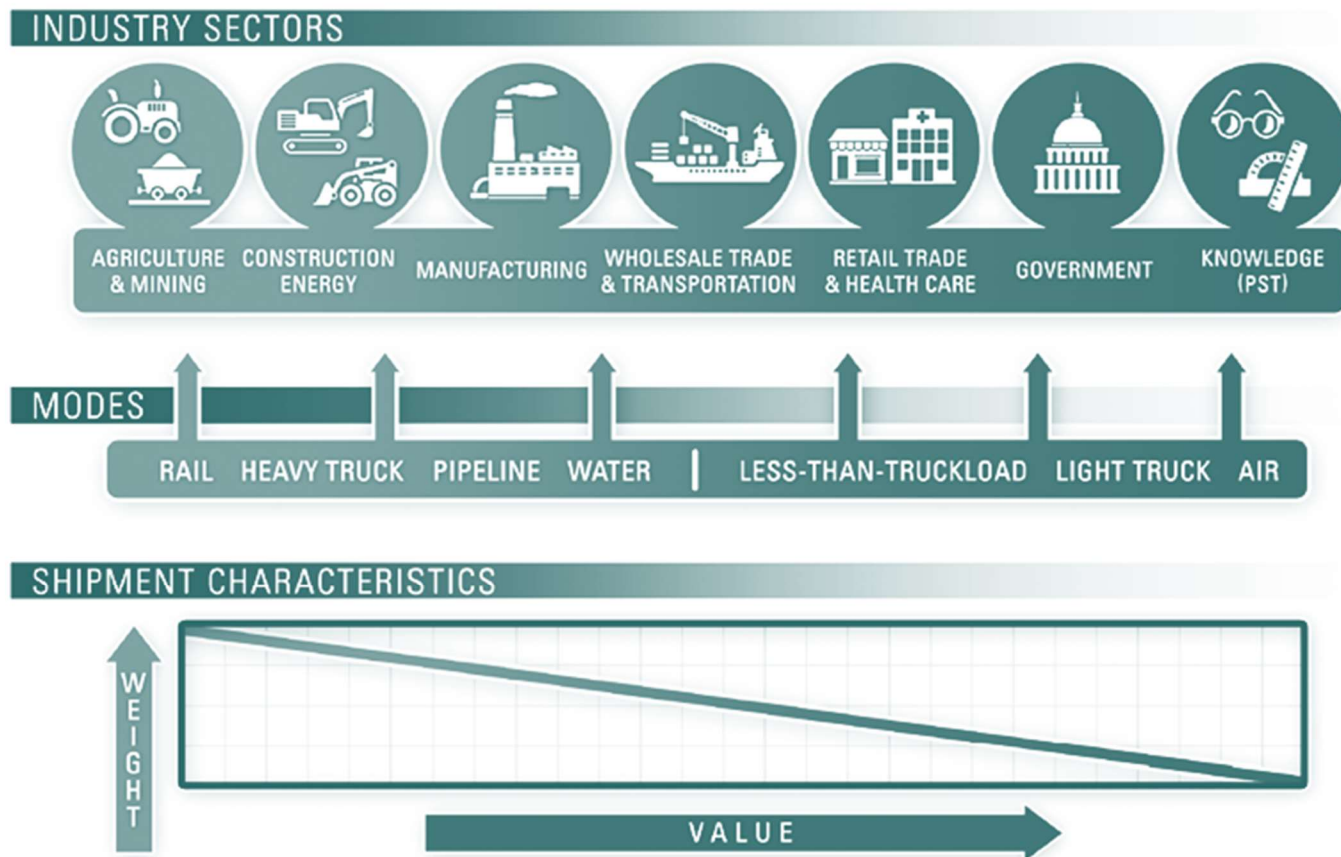 INDUSTRY SECTORS
AGRICULTURE
& MINING
CONSTRUCTION
ENERGY
MANUFACTURING
WHOLESALE TRADE
& TRANSPORTATION
RETAIL TRADE
& HEALTH CARE
GOVERNMENT
KNOWLEDGE
(PST)
MODES
RAIL HEAVY TRUCK PIPELINE WATER | LESS-THAN-TRUCKLOAD LIGHT TRUCK AIR
SHIPMENT CHARACTERISTICS
WEIGHT
VALUE